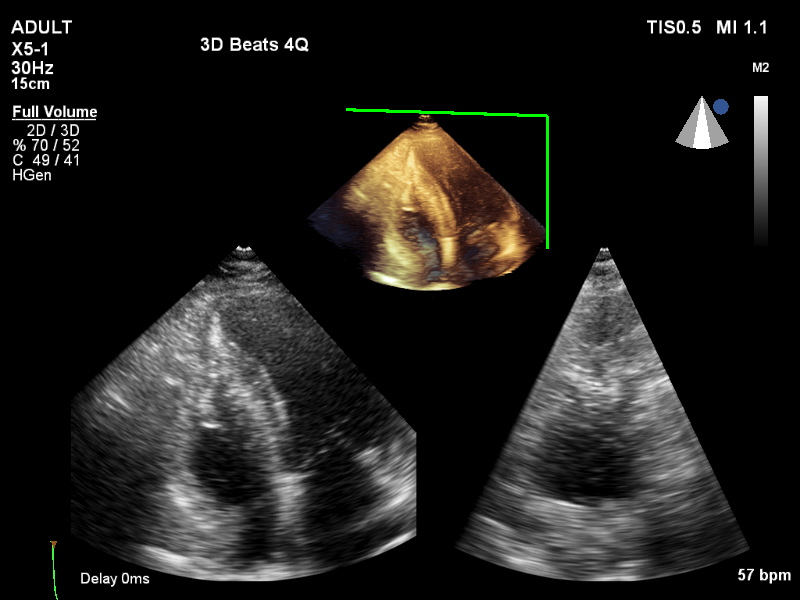 ADULT
X5-1
30Hz
15cm
Full Volume
2D / 3D
% 70 / 52
C 49 / 41
HGen
3D Beats 4Q
TIS0.5 MI 1.1
M2
Delay 0ms
57 bpm